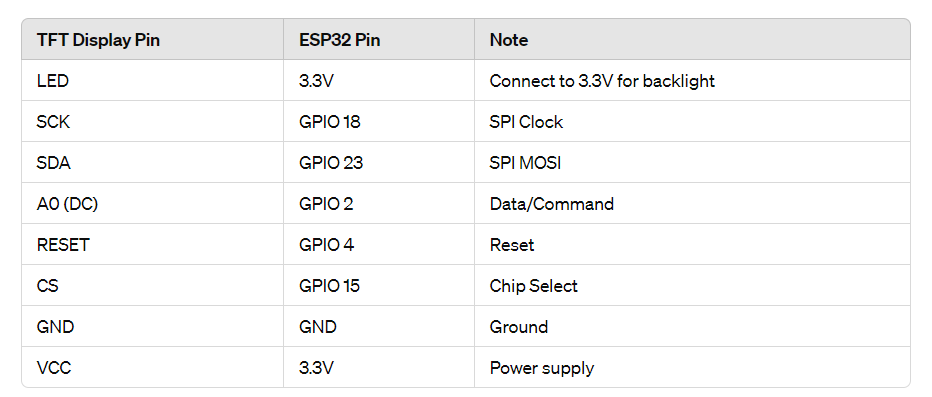 TFT Display Pin ESP32 Pin Note
LED 3.3V Connect to 3.3V for backlight
SCK GPIO 18 SPI Clock
SDA GPIO 23 SPI MOSI
A0 (DC) GPIO 2 Data/Command
RESET GPIO 4 Reset
CS GPIO 15 Chip Select
GND GND Ground
VCC 3.3V Power supply